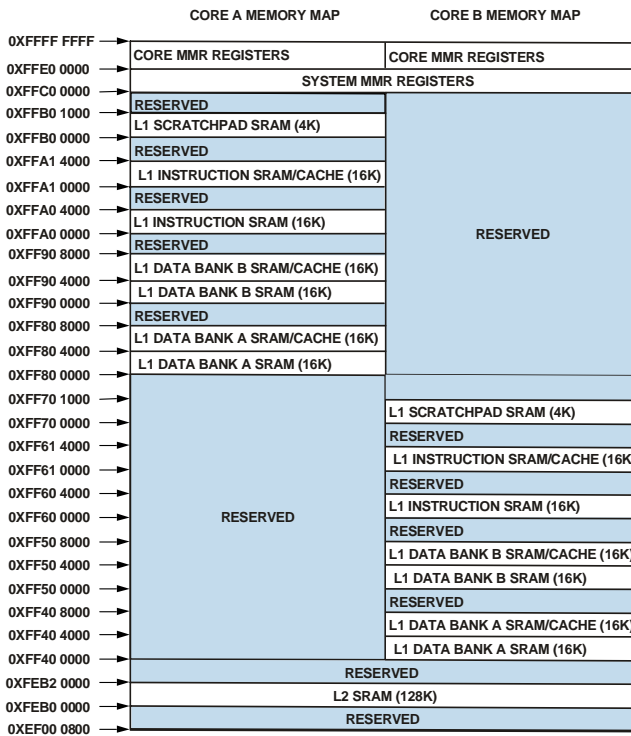 CORE A MEMORY MAP CORE B MEMORY MAP
0XFFFF FFFF
CORE MMR REGISTERS CORE MMR REGISTERS
0XFFE0 0000
SYSTEM MMR REGISTERS
0XFFC0 0000
RESERVED
0XFFB0 1000
L1 SCRATCHPAD SRAM (4K)
0XFFB0 0000
RESERVED
0XFFA1 4000
L1 INSTRUCTION SRAM/CACHE (16K)
0XFFA1 0000
RESERVED
0XFFA0 4000
L1 INSTRUCTION SRAM (16K)
0XFFA0 0000
RESERVED
RESERVED
0XFF90 8000
L1 DATA BANK B SRAM/CACHE (16K)
0XFF90 4000
L1 DATA BANK B SRAM (16K)
0XFF90 0000
RESERVED
0XFF80 8000
L1 DATA BANK A SRAM/CACHE (16K)
0XFF80 4000
L1 DATA BANK A SRAM (16K)
0XFF80 0000
0XFF70 1000
L1 SCRATCHPAD SRAM (4K)
0XFF70 0000
RESERVED
0XFF61 4000
L1 INSTRUCTION SRAM/CACHE (16K
0XFF61 0000
RESERVED
0XFF60 4000
L1 INSTRUCTION SRAM (16K)
0XFF60 0000
RESERVED
RESERVED
0XFF50 8000
L1 DATA BANK B SRAM/CACHE (16K)
0XFF50 4000
L1 DATA BANK B SRAM (16K)
0XFF50 0000
RESERVED
0XFF40 8000
L1 DATA BANK A SRAM/CACHE (16K)
0XFF40 4000
L1 DATA BANK A SRAM (16K)
0XFF40 0000
RESERVED
0XFEB2 0000
L2 SRAM (128K)
0XFEB0 0000
RESERVED
0XEF00 0800